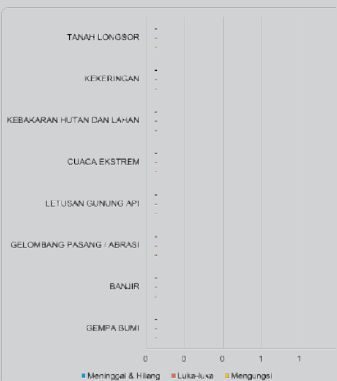 TANAH LONGSOR
-
-
-
KEKERINGAN
-
-
-
KEBAKARAN HUTAN DAN LAHAN
-
-
-
CUACA EKSTREM
-
-
-
LETUSAN GUNUNG API
-
-
-
GELOMBANG PASANG / ABRASI
-
-
-
BANJIR
-
-
-
GEMPA BUMI
-
-
-
0 0 0 1 1
Meninggal & Hilang Luka-luka Mengungsi